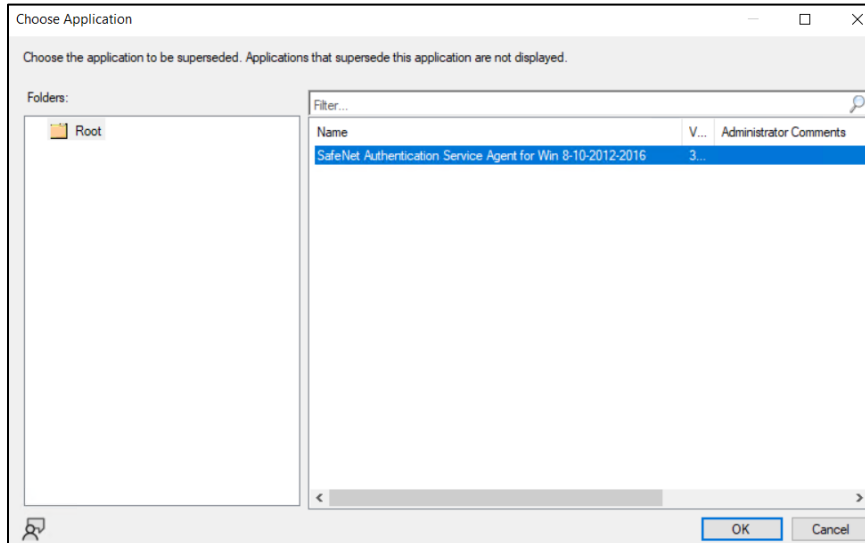 Choose Application
Choose the application to be superseded. Applications that supersede this application are not displayed.
Folders:
Root
Filter...
Name V... Administrator Comments
SafeNet Authentication Service Agent for Win 8-10-2012-2016 3...
OK Cancel